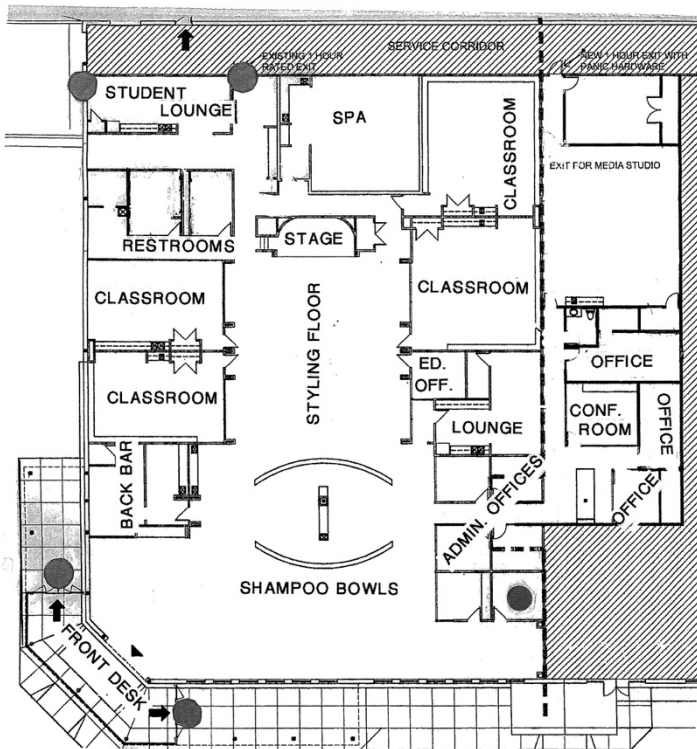 SERVICE CORRIDOR
EXISTING 1 HOUR
RATED EXIT
NEW 1 HOUR EXIT WITH
PANIC HARDWARE
STUDENT
LOUNGE
SPA
CLASSROOM
EXIT FOR MEDIA STUDIO
RESTROOMS
STAGE
CLASSROOM
CLASSROOM
STYLING FLOOR
CLASSROOM
ED.
OFF.
OFFICE
LOUNGE
CONF.
ROOM
OFFICE
BACK BAR
ADMIN. OFFICES
OFFICE
SHAMPOO BOWLS
FRONT DESK